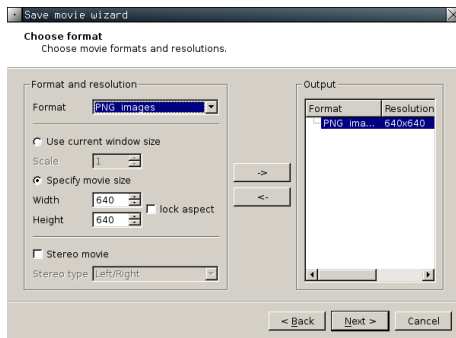 Save movie wizard
Choose format
Choose movie formats and resolutions.
Format and resolution
Format PNG images
Use current window size
Scale 1
Specify movie size
Width 640
Height 640
lock aspect
Stereo movie
Stereo type Left/Right
->
<-
Output
Format Resolution
PNG ima... 640x640
< Back Next > Cancel